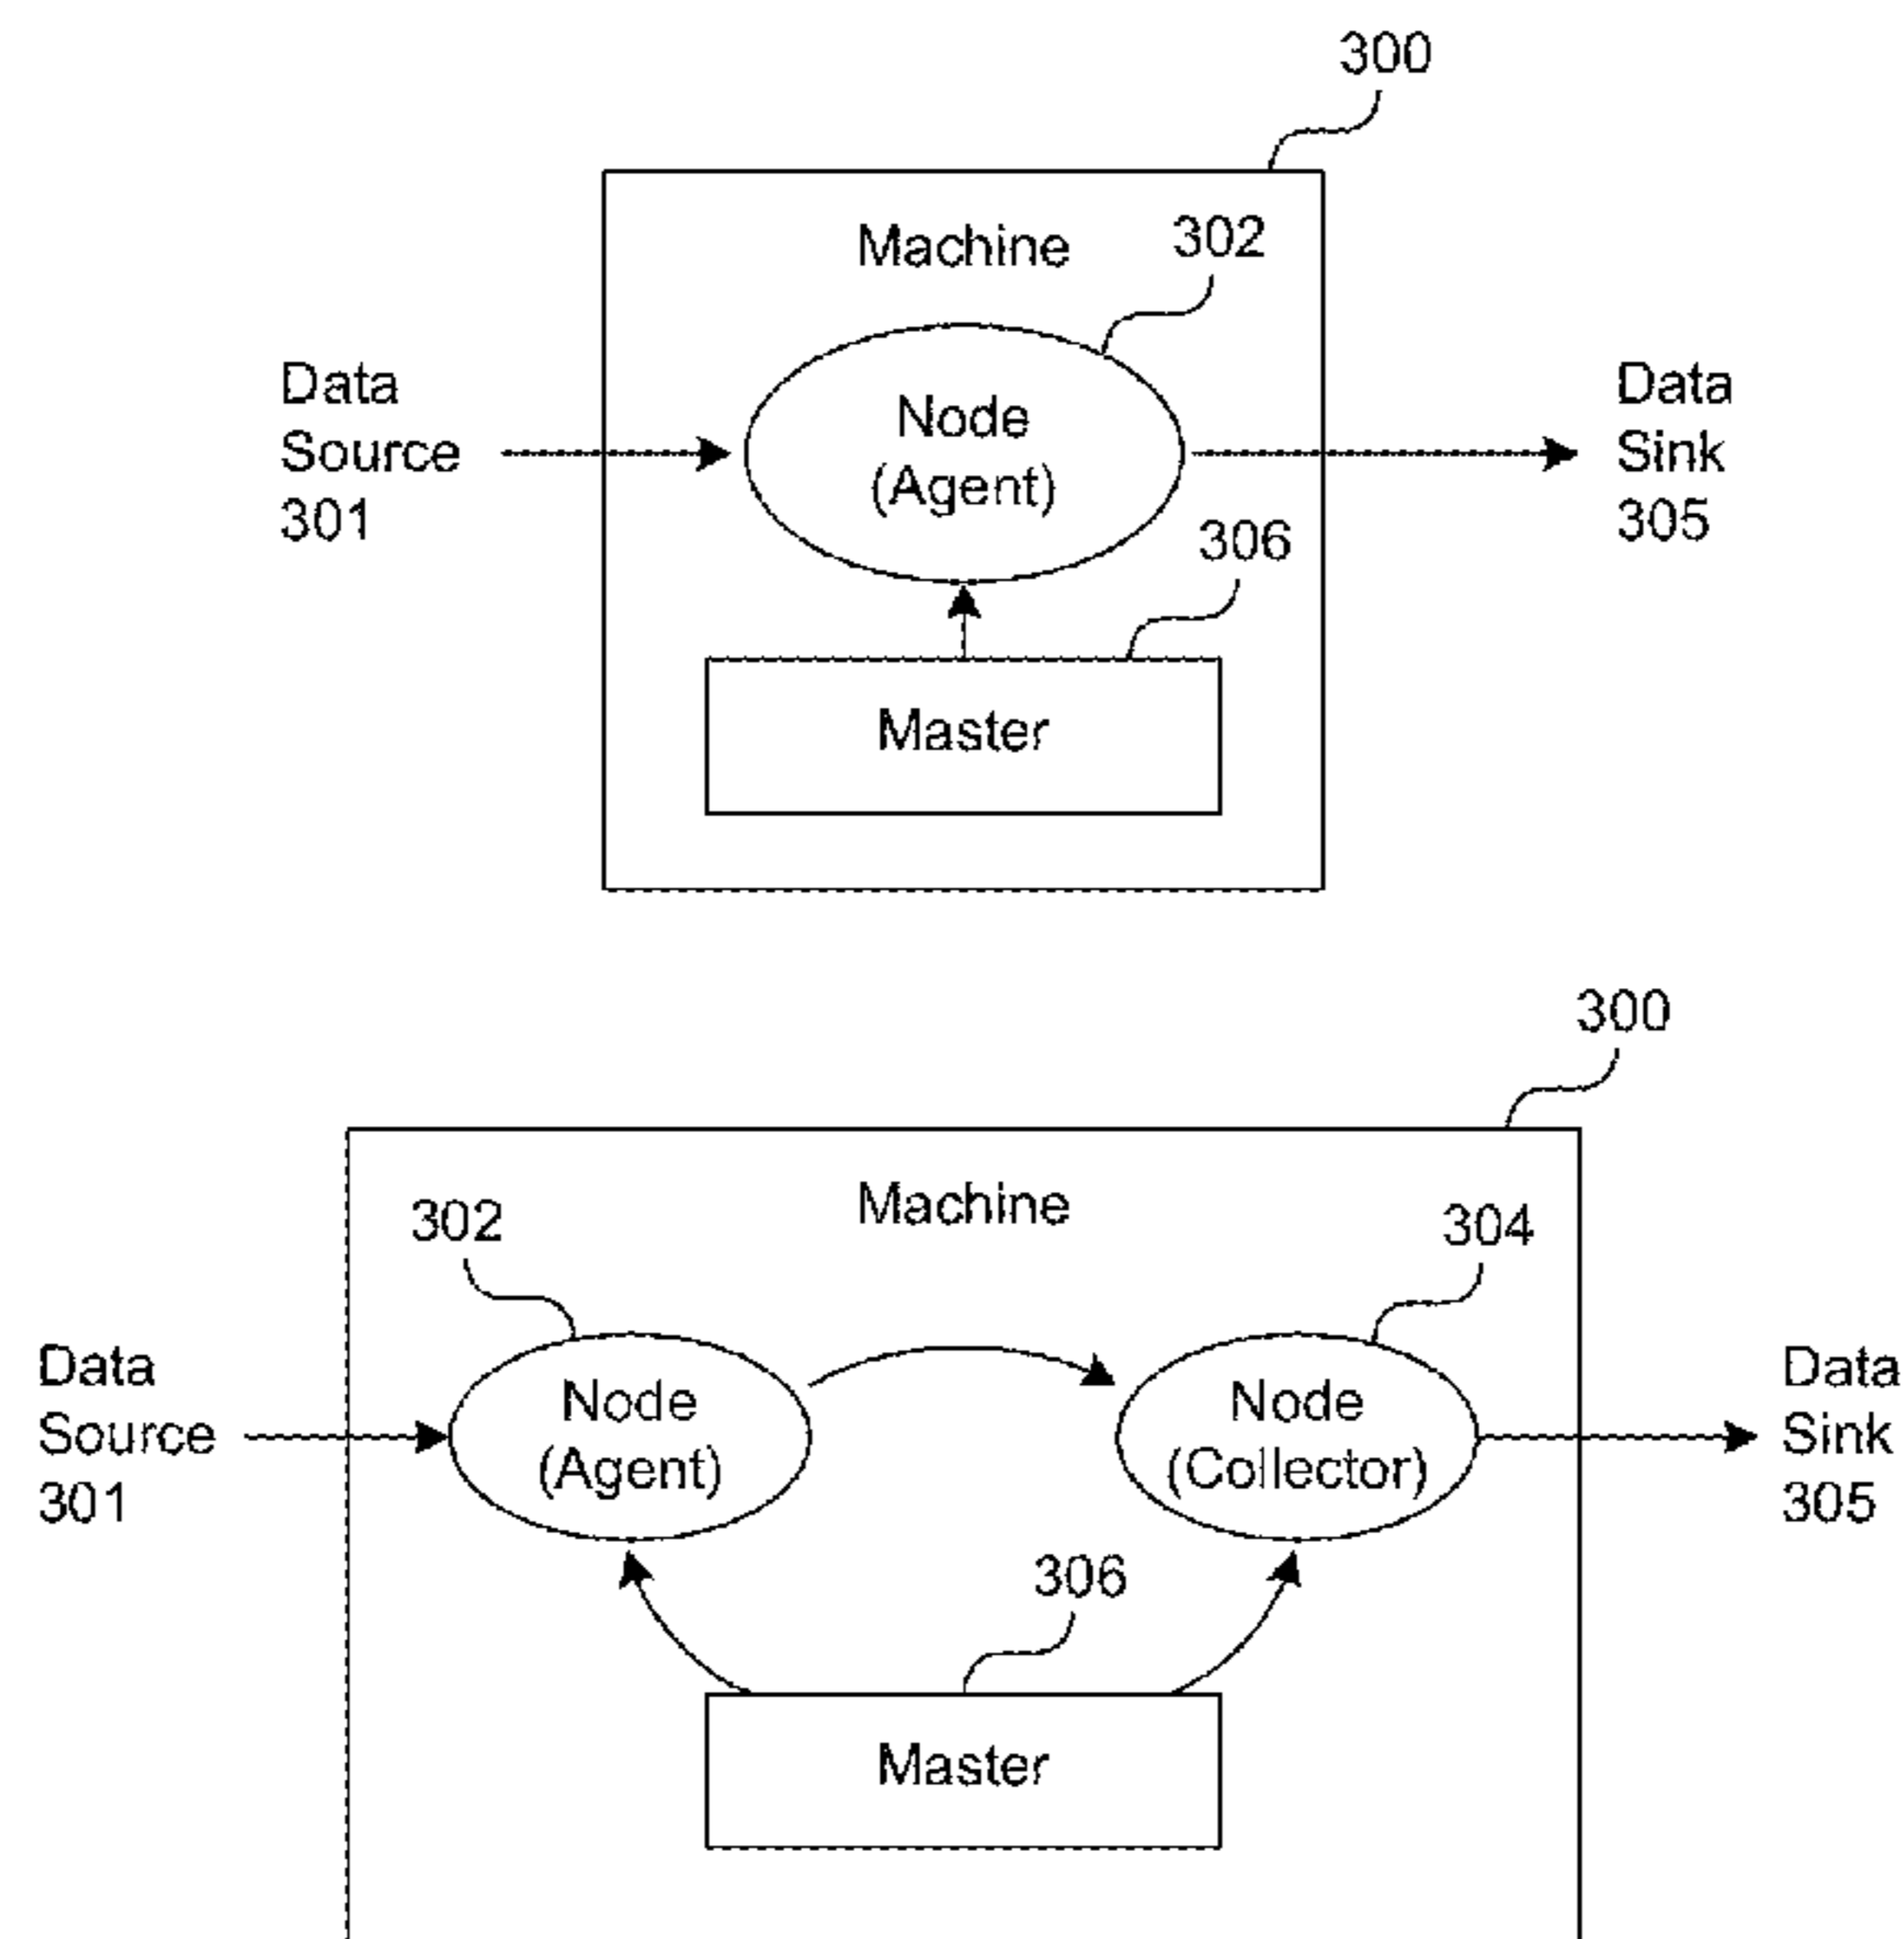 300
Machine
302
Data
Source
301
Node
(Agent)
Data
Sink
305
306
Master
300
Machine
302
304
Data
Source
301
Node
(Agent)
Node
(Collector)
Data
Sink
305
306
Master